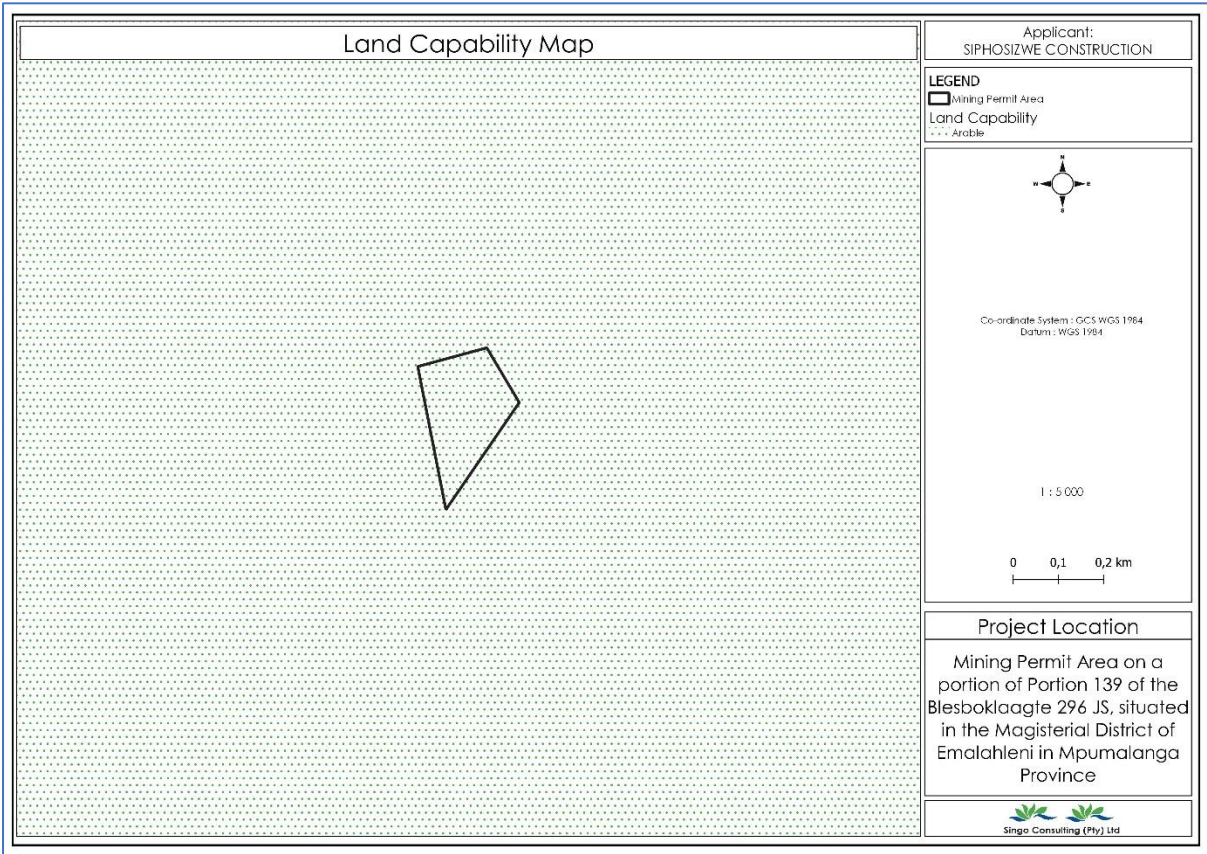 Land Capability Map
Applicant:
SIPHOSIZWE CONSTRUCTION
LEGEND
Mining Permit Area
Land Capability
Arable
N
W E
S
Co-ordinate System : GCS WGS 1984
Datum : WGS 1984
1 : 5 000
0 0,1 0,2 km
Project Location
Mining Permit Area on a
portion of Portion 139 of the
Blesboklaagte 296 JS, situated
in the Magisterial District of
Emalahleni in Mpumalanga
Province
Singo Consulting (Pty) Ltd